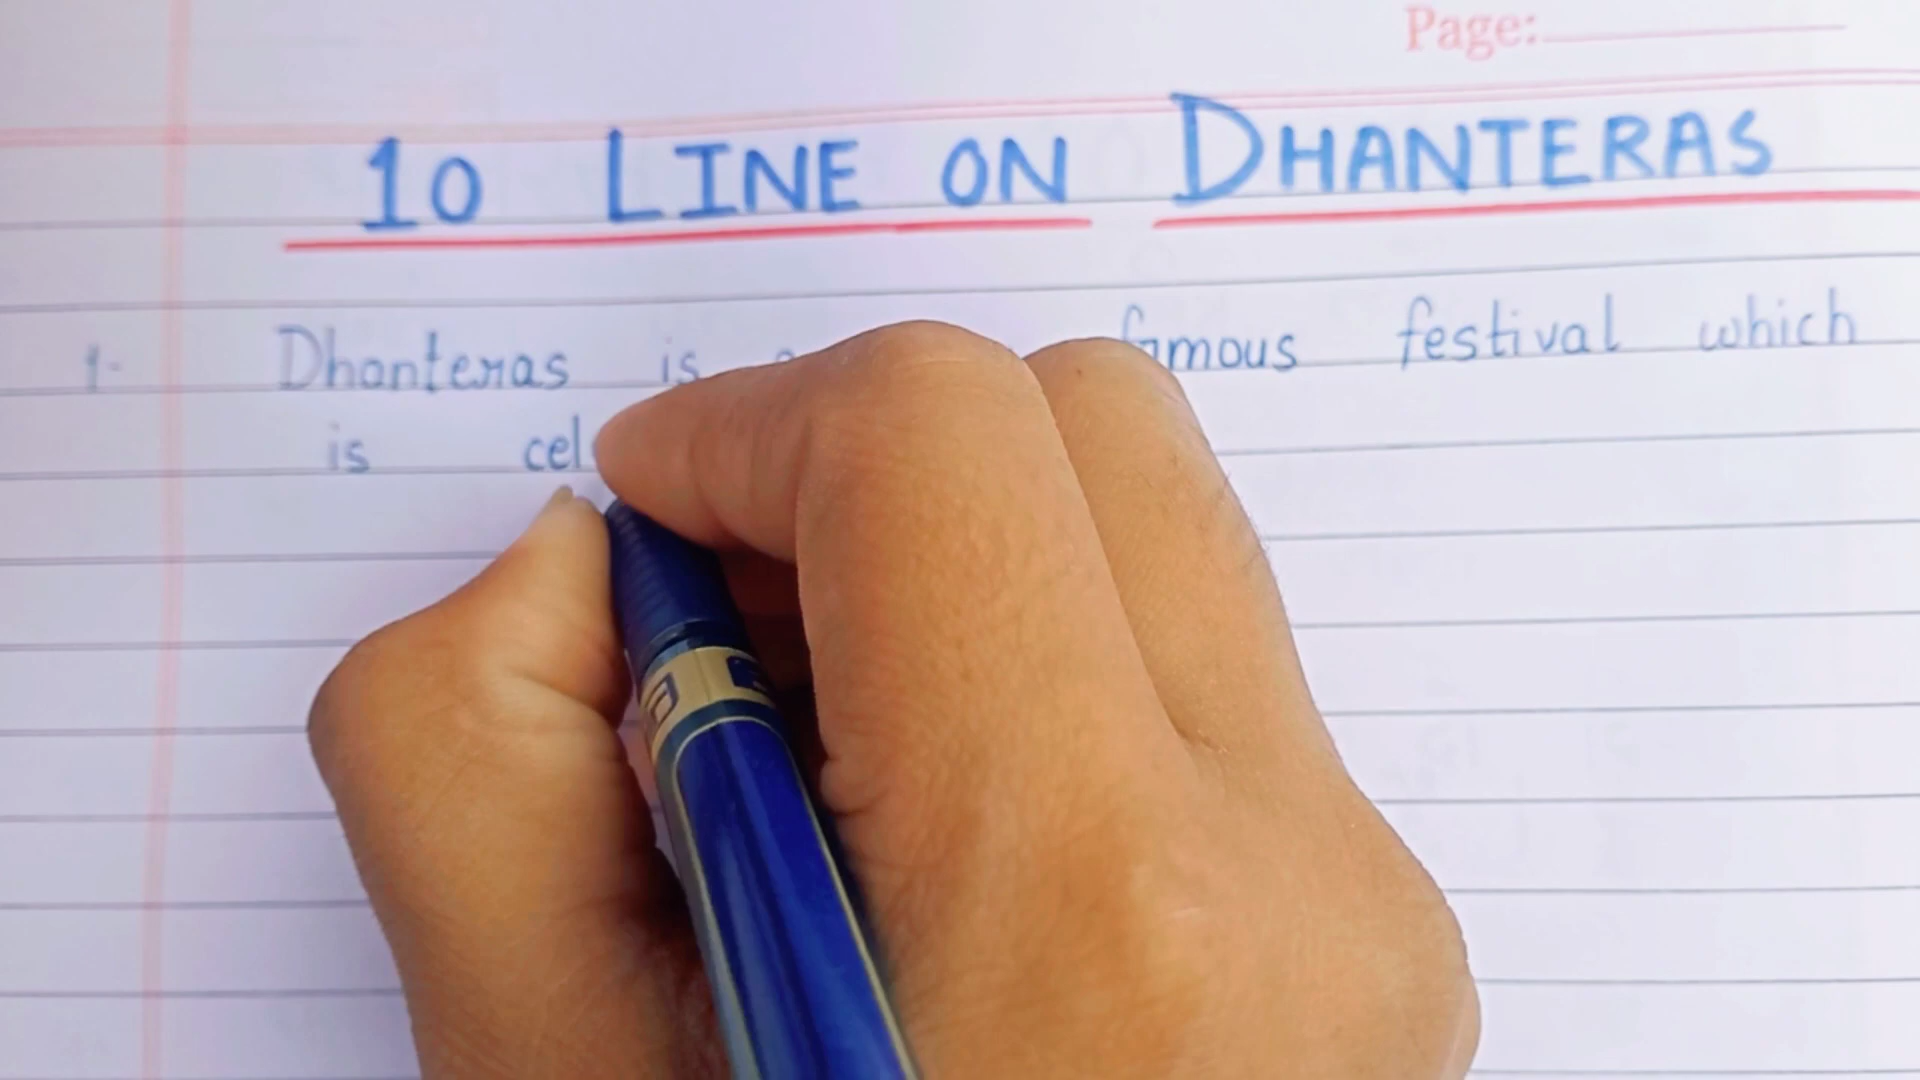 Page:
10 LINE ON DHANTERAS
1- Dhanteras is famous festival which
is cel